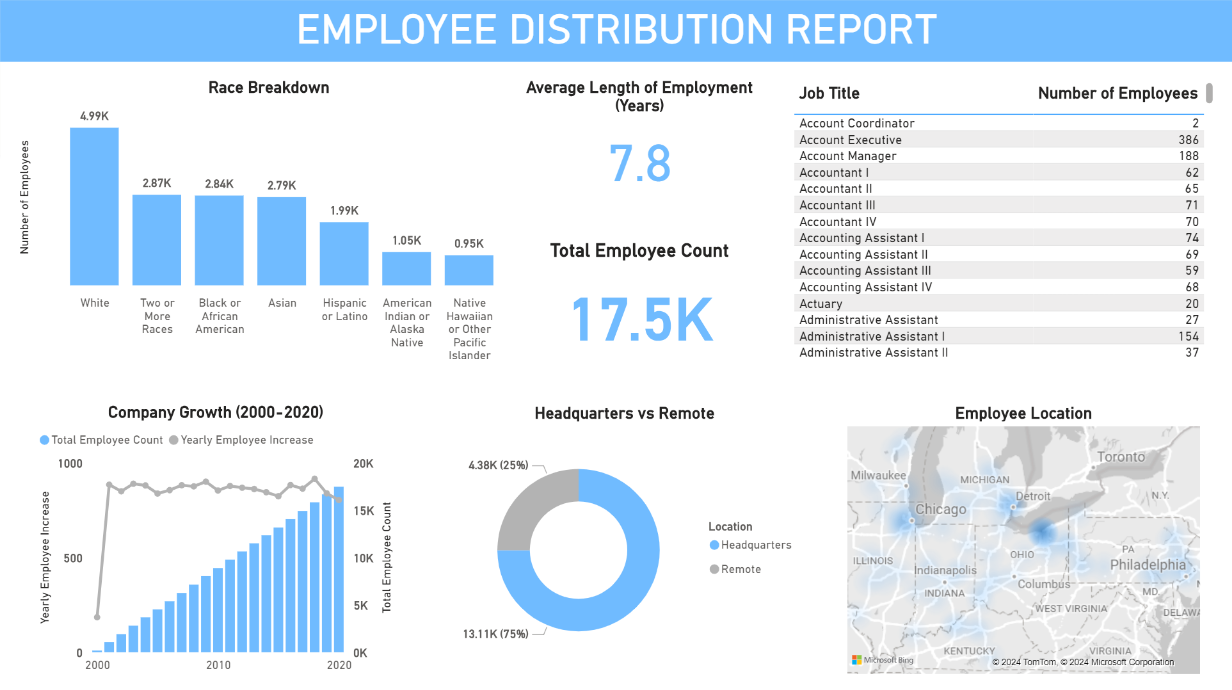 EMPLOYEE DISTRIBUTION REPORT
Race Breakdown
Number of Employees
4.99K
2.87K
2.84K
2.79K
1.99K
1.05K
0.95K
White
Two or
More
Races
Black or
African
American
Asian
Hispanic
or Latino
American
Indian or
Alaska
Native
Native
Hawaiian
or Other
Pacific
Islander
Average Length of Employment
(Years)
7.8
Total Employee Count
17.5K
Job Title Number of Employees
Account Coordinator 2
Account Executive 386
Account Manager 188
Accountant I 62
Accountant II 65
Accountant III 71
Accountant IV 70
Accounting Assistant I 74
Accounting Assistant II 69
Accounting Assistant III 59
Accounting Assistant IV 68
Actuary 20
Administrative Assistant 27
Administrative Assistant I 154
Administrative Assistant II 37
Company Growth (2000-2020)
Total Employee Count Yearly Employee Increase
Yearly Employee Increase
1000
500
0
20K
15K
10K
5K
0K
Total Employee Count
2000 2010 2020
Headquarters vs Remote
4.38K (25%)
13.11K (75%)
Location
Headquarters
Remote
Employee Location
Toronto
Milwaukee
MICHIGAN
Detroit
N.Y.
Chicago
ILLINOIS
OHIO
PA
Indianapolis
Philadelphia
Columbus
INDIANA
MD.
WEST VIRGINIA
DELAWA
KENTUCKY
VIRGINIA
Microsoft Bing
© 2024 TomTom, © 2024 Microsoft Corporation